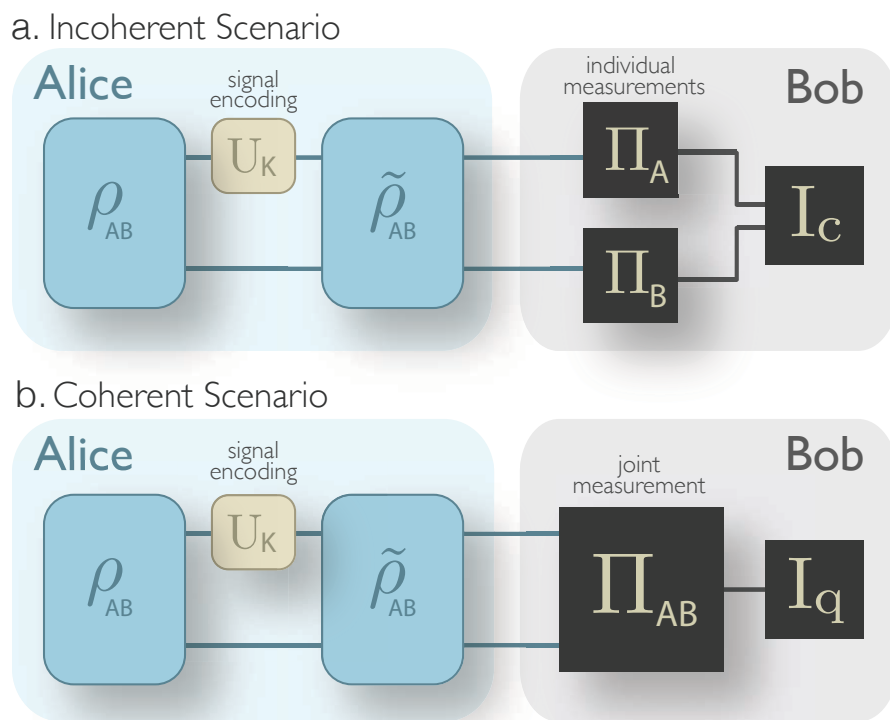 a. Incoherent Scenario
Alice
signal
encoding
individual
measurements
Bob
ρ_AB
U_K
ρ̃_AB
Π_A
Π_B
I_c
b. Coherent Scenario
Alice
signal
encoding
joint
measurement
Bob
ρ_AB
U_K
ρ̃_AB
Π_AB
I_q